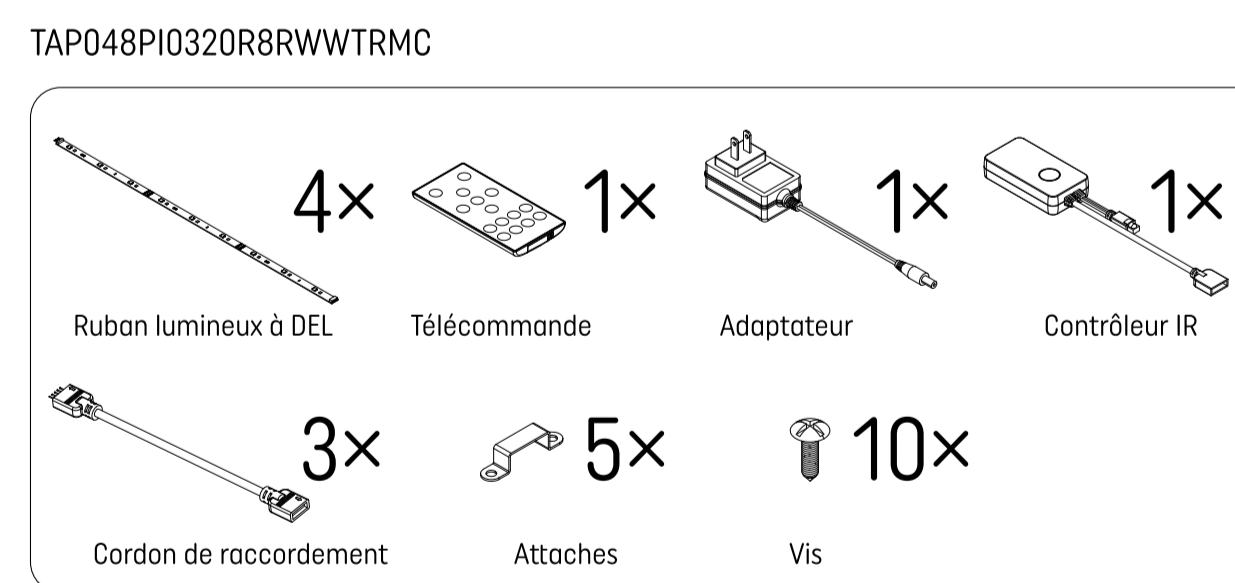 TAP048PI0320R8RWWTRMC
4× 1× 1× 1×
Ruban lumineux à DEL Télécommande Adaptateur Contrôleur IR
3× 5× 10×
Cordon de raccordement Attaches Vis